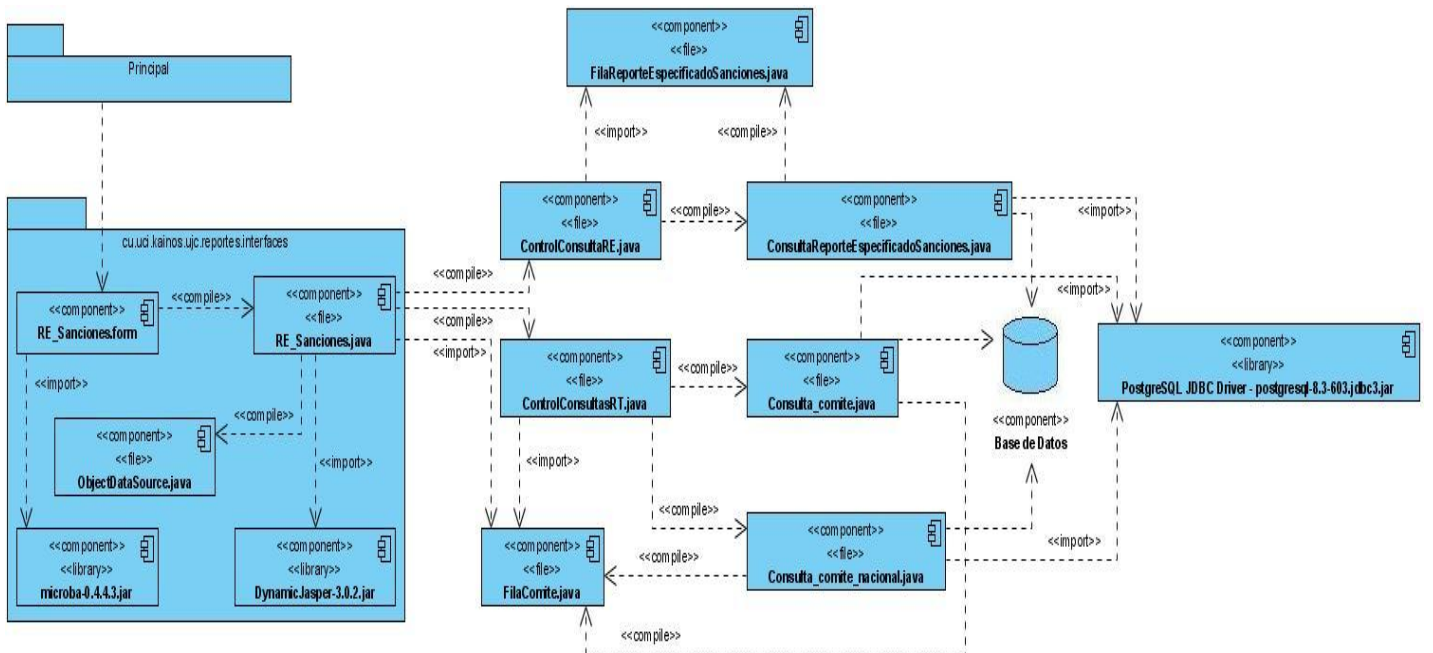 Principal
<<component>>
<<file>>
FilaReporteEspecificadoSanciones.java
<<import>>
<<compile>>
cu.uci.kainos.ujc.reportes.interfaces
<<component>>
RE_Sanciones.form
<<compile>>
<<component>>
<<file>>
RE_Sanciones.java
<<import>>
<<compile>>
<<component>>
<<file>>
ObjectDataSource.java
<<import>>
<<component>>
<<library>>
microba-0.4.4.3.jar
<<component>>
<<library>>
DynamicJasper-3.0.2.jar
<<compile>>
<<compile>>
<<import>>
<<component>>
<<file>>
ControlConsultaRE.java
<<compile>>
<<component>>
<<file>>
ConsultaReporteEspecificadoSanciones.java
<<import>>
<<import>>
<<component>>
<<file>>
ControlConsultasRT.java
<<compile>>
<<component>>
<<file>>
Consulta_comite.java
<<component>>
Base de Datos
<<component>>
<<library>>
PostgreSQL JDBC Driver - postgresql-8.3-603.jdbc3.jar
<<import>>
<<compile>>
<<component>>
<<file>>
FilaComite.java
<<compile>>
<<component>>
<<file>>
Consulta_comite_nacional.java
<<import>>
<<compile>>